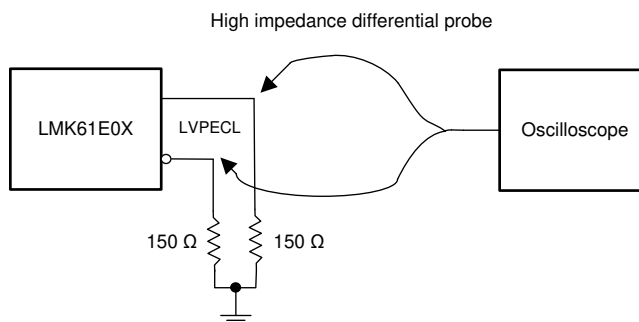 High impedance differential probe
LMK61E0X
LVPECL
Oscilloscope
150 Ω
150 Ω